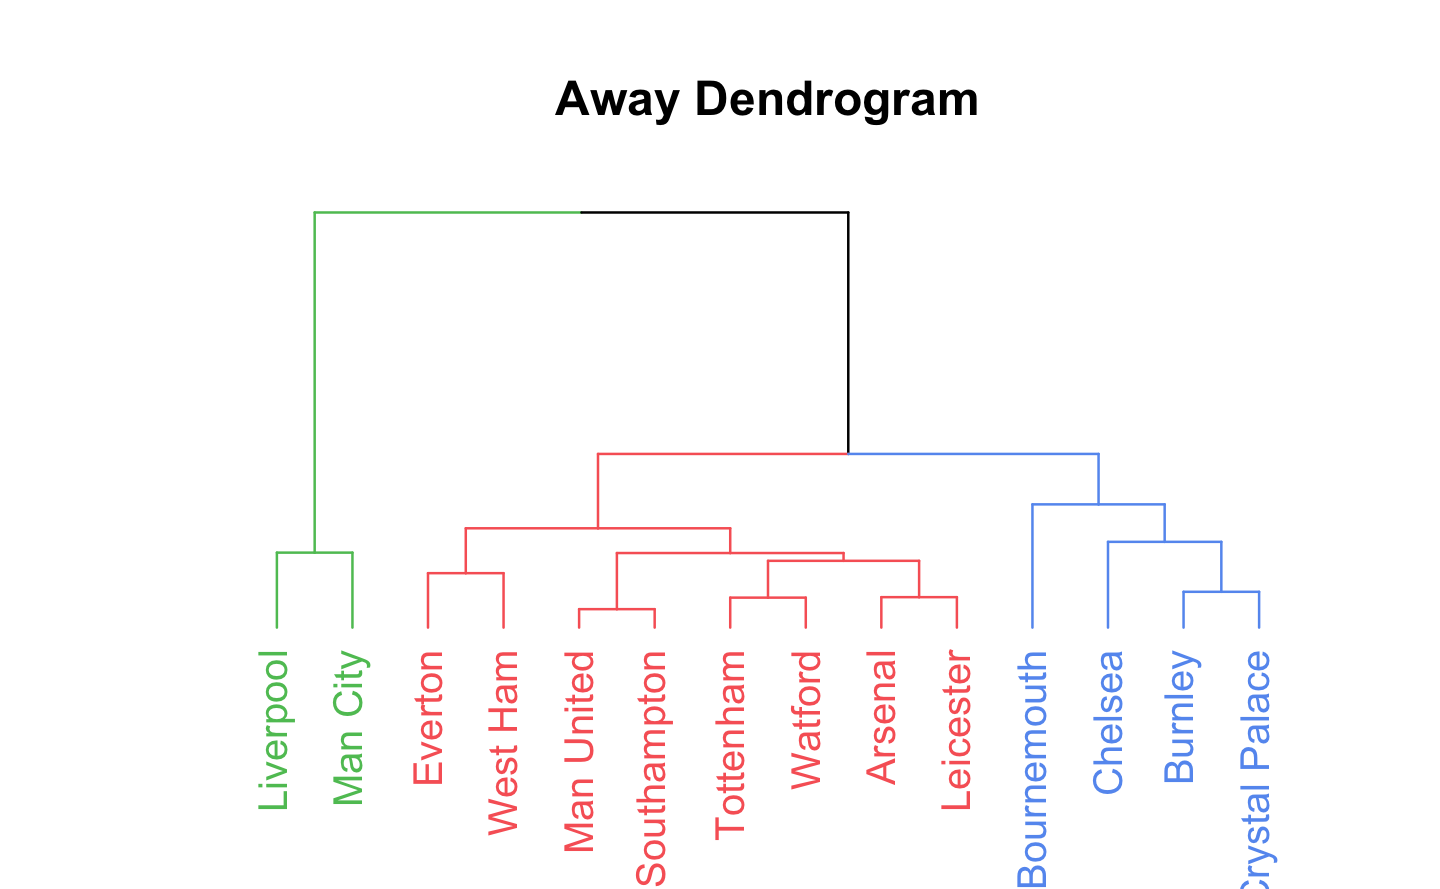 Away Dendrogram
Liverpool
Man City
Everton
West Ham
Man United
Southampton
Tottenham
Watford
Arsenal
Leicester
Bournemouth
Chelsea
Burnley
Crystal Palace